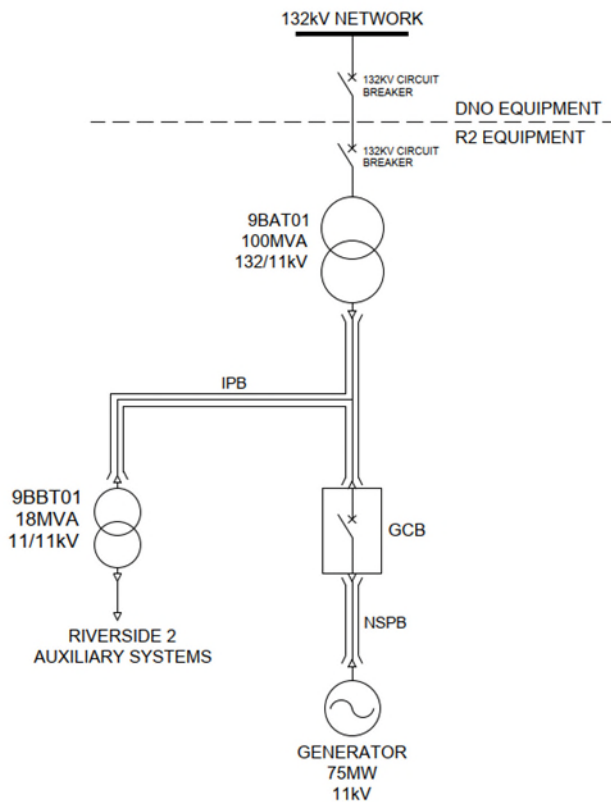 132kV NETWORK
132KV CIRCUIT
BREAKER
DNO EQUIPMENT
R2 EQUIPMENT
132KV CIRCUIT
BREAKER
9BAT01
100MVA
132/11kV
IPB
9BBT01
18MVA
11/11kV
GCB
NSPB
RIVERSIDE 2
AUXILIARY SYSTEMS
GENERATOR
75MW
11kV